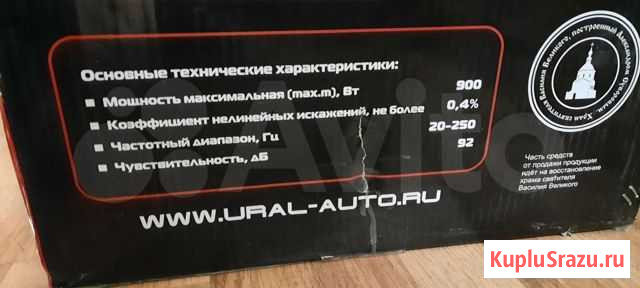 Основные технические характеристики:
Мощность максимальная (max.m), Вт 900
Коэффициент нелинейных искажений, не более 0,4%
Частотный диапазон, Гц 20-250
Чувствительность, дБ 92
WWW.URAL-AUTO.RU
Храм святителя Василия Великого, построенный Александром Суворовым.
Часть средств
от продажи продукции
идёт на восстановление
храма святителя
Василия Великого
Avito
KupluSrazu.ru